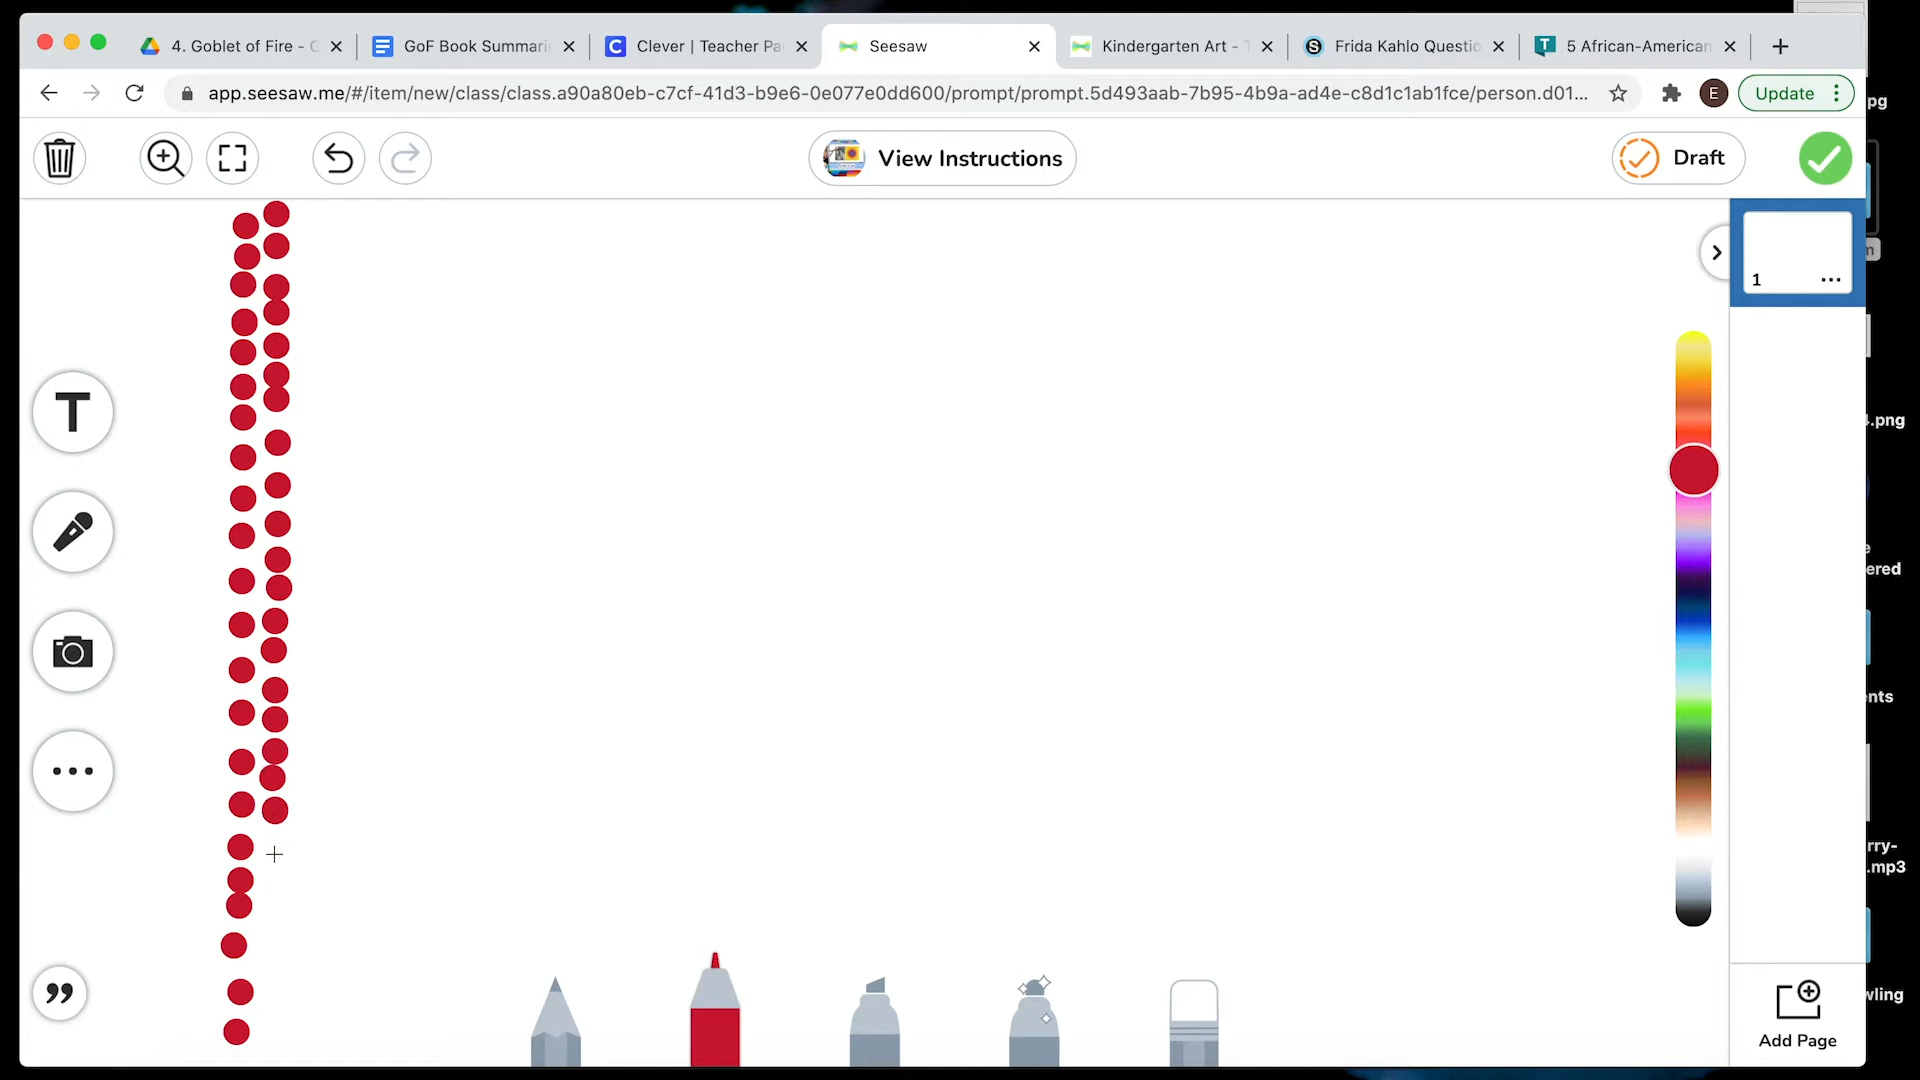 4. Goblet of Fire - G
GoF Book Summari
Clever | Teacher Pa
Seesaw
Kindergarten Art - T
Frida Kahlo Questio
5 African-American
app.seesaw.me/#/item/new/class/class.a90a80eb-c7cf-41d3-b9e6-0e077e0dd600/prompt/prompt.5d493aab-7b95-4b9a-ad4e-c8d1c1ab1fce/person.d01...
E
Update
pg
View Instructions
Draft
1
T
4.png
ered
nts
rry-
.mp3
wling
Add Page